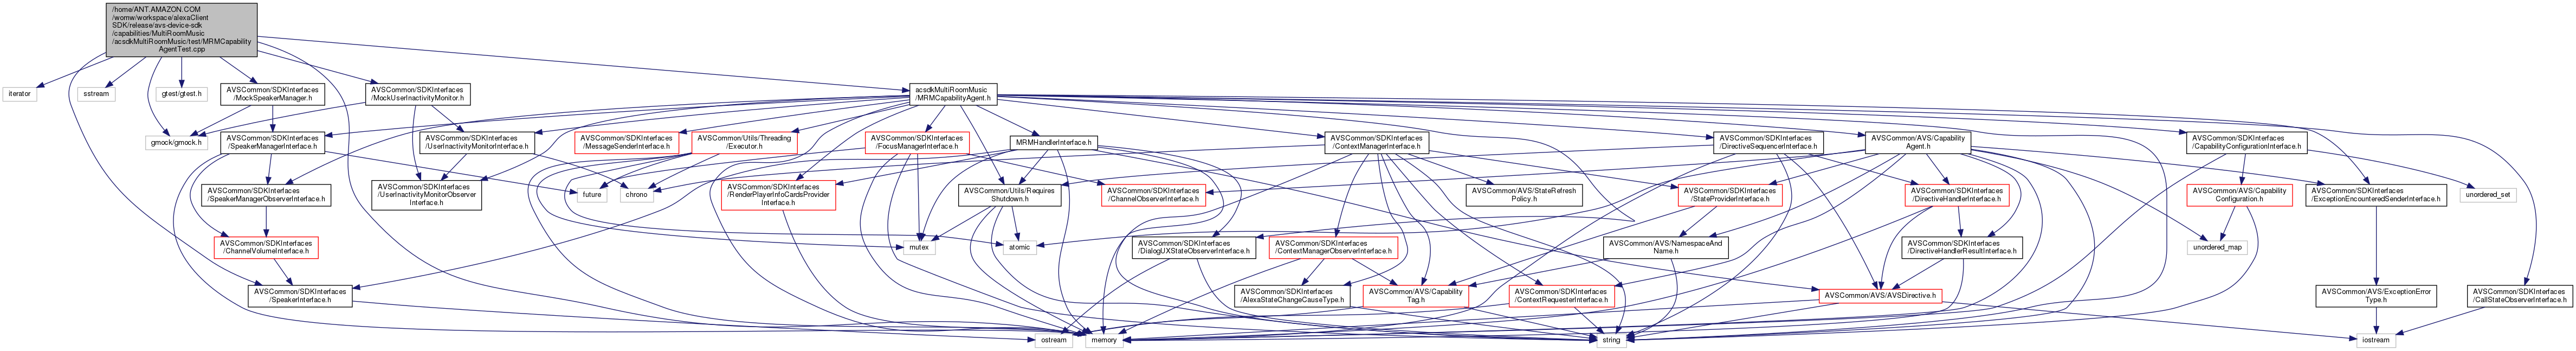 /home/ANT.AMAZON.COM
/womw/workspace/alexaClient
SDK/release/avs-device-sdk
/capabilities/MultiRoomMusic
/acsdkMultiRoomMusic/test/MRMCapability
AgentTest.cpp
iterator
sstream
gtest/gtest.h
AVSCommon/SDKInterfaces
/MockSpeakerManager.h
AVSCommon/SDKInterfaces
/MockUserInactivityMonitor.h
acsdkMultiRoomMusic
/MRMCapabilityAgent.h
gmock/gmock.h
AVSCommon/SDKInterfaces
/SpeakerManagerInterface.h
AVSCommon/SDKInterfaces
/UserInactivityMonitorInterface.h
AVSCommon/SDKInterfaces
/MessageSenderInterface.h
AVSCommon/Utils/Threading
/Executor.h
AVSCommon/SDKInterfaces
/FocusManagerInterface.h
MRMHandlerInterface.h
AVSCommon/SDKInterfaces
/ContextManagerInterface.h
AVSCommon/SDKInterfaces
/DirectiveSequencerInterface.h
AVSCommon/AVS/Capability
Agent.h
AVSCommon/SDKInterfaces
/CapabilityConfigurationInterface.h
AVSCommon/SDKInterfaces
/SpeakerManagerObserverInterface.h
AVSCommon/SDKInterfaces
/UserInactivityMonitorObserver
Interface.h
future
chrono
AVSCommon/SDKInterfaces
/RenderPlayerInfoCardsProvider
Interface.h
AVSCommon/Utils/Requires
Shutdown.h
AVSCommon/SDKInterfaces
/ChannelObserverInterface.h
AVSCommon/AVS/StateRefresh
Policy.h
AVSCommon/SDKInterfaces
/StateProviderInterface.h
AVSCommon/SDKInterfaces
/DirectiveHandlerInterface.h
AVSCommon/AVS/Capability
Configuration.h
AVSCommon/SDKInterfaces
/ExceptionEncounteredSenderInterface.h
unordered_set
AVSCommon/SDKInterfaces
/ChannelVolumeInterface.h
mutex
atomic
AVSCommon/SDKInterfaces
/DialogUXStateObserverInterface.h
AVSCommon/SDKInterfaces
/ContextManagerObserverInterface.h
AVSCommon/AVS/NamespaceAnd
Name.h
AVSCommon/SDKInterfaces
/DirectiveHandlerResultInterface.h
unordered_map
AVSCommon/SDKInterfaces
/SpeakerInterface.h
AVSCommon/SDKInterfaces
/AlexaStateChangeCauseType.h
AVSCommon/AVS/Capability
Tag.h
AVSCommon/SDKInterfaces
/ContextRequesterInterface.h
AVSCommon/AVS/AVSDirective.h
AVSCommon/AVS/ExceptionError
Type.h
AVSCommon/SDKInterfaces
/CallStateObserverInterface.h
ostream
memory
string
iostream